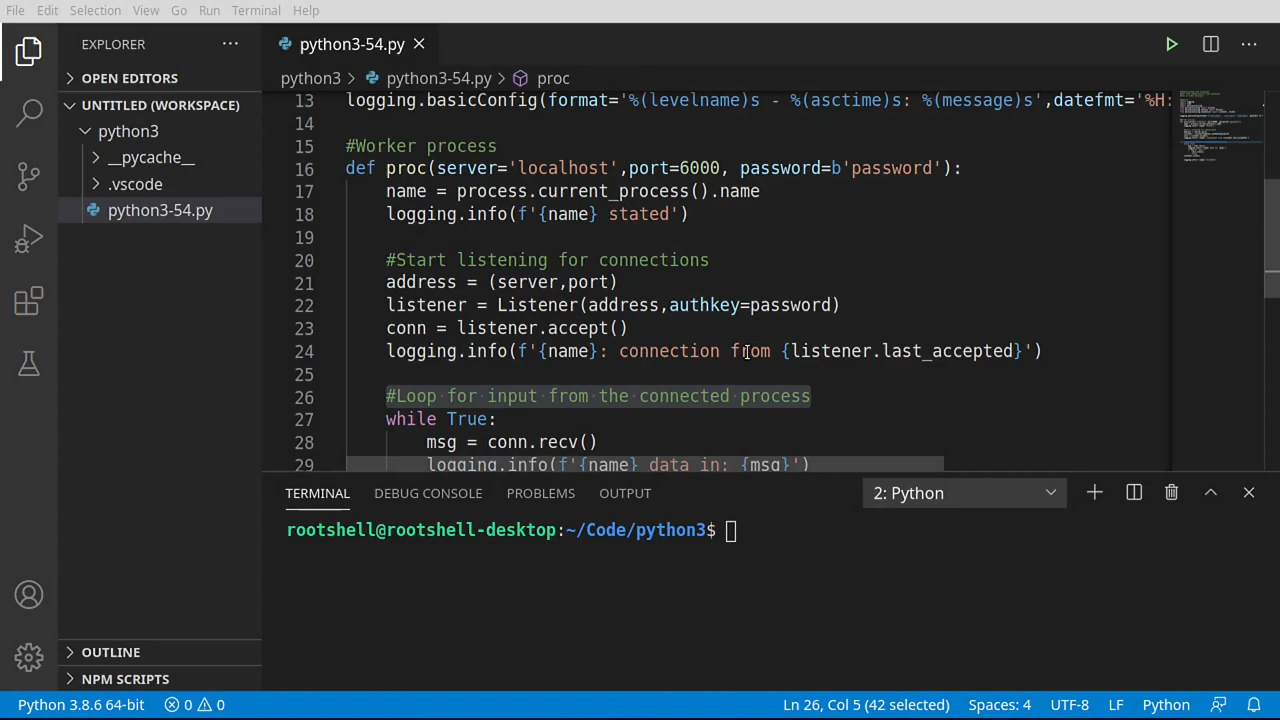 File Edit Selection View Go Run Terminal Help
EXPLORER
python3-54.py
OPEN EDITORS
python3 python3-54.py proc
UNTITLED (WORKSPACE)
python3
__pycache__
.vscode
python3-54.py
13 logging.basicConfig(format='%(levelname)s - %(asctime)s: %(message)s',datefmt='%H:
14
15 #Worker process
16 def proc(server='localhost',port=6000, password=b'password'):
17 name = process.current_process().name
18 logging.info(f'{name} stated')
19
20 #Start listening for connections
21 address = (server,port)
22 listener = Listener(address,authkey=password)
23 conn = listener.accept()
24 logging.info(f'{name}: connection from {listener.last_accepted}')
25
26 #Loop for input from the connected process
27 while True:
28 msg = conn.recv()
29 logging.info(f'{name} data in: {msg}')
TERMINAL DEBUG CONSOLE PROBLEMS OUTPUT 2: Python
rootshell@rootshell-desktop:~/Code/python3$
OUTLINE
NPM SCRIPTS
Python 3.8.6 64-bit 0 0 Ln 26, Col 5 (42 selected) Spaces: 4 UTF-8 LF Python